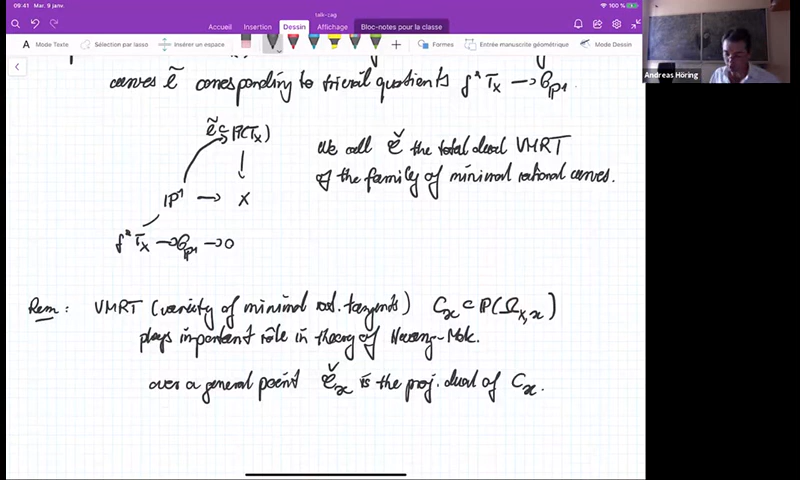 09:41 Mar. 9 janv.
talk-cag
100 %
Accueil Insertion Dessin Affichage Bloc-notes pour la classe
Mode Texte Sélection par lasso Insérer un espace Formes Entrée manuscrite géométrique Mode Dessin
Andreas Höring
curves ℓ̃ corresponding to trivial quotients f* T_X → O_P¹.
ℓ̃ ⊂ P(T_X)
We call Č the total dual VMRT
of the family of minimal rational curves.
P¹ → X
f* T_X → O_P¹ → 0
Rem: VMRT (variety of minimal rat. tangents) C_x ⊂ P(Ω_X,x)
plays important rôle in theory of Hwang-Mok.
over a general point Č_x is the proj. dual of C_x.